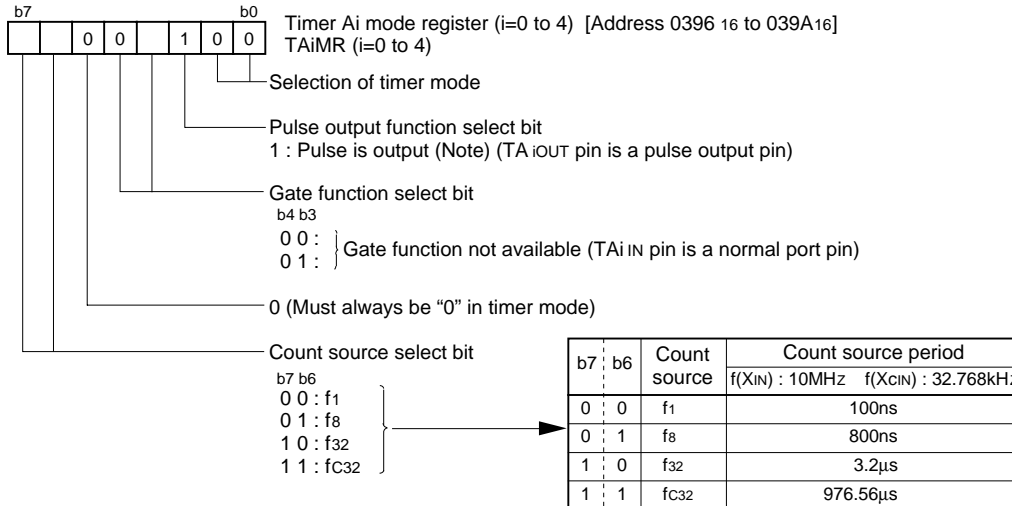 b7 b0
Timer Ai mode register (i=0 to 4) [Address 0396 16 to 039A16]
0 0 1 0 0
TAiMR (i=0 to 4)
Selection of timer mode
Pulse output function select bit
1 : Pulse is output (Note) (TA iOUT pin is a pulse output pin)
Gate function select bit
b4 b3
0 0 :
0 1 :
Gate function not available (TAi IN pin is a normal port pin)
0 (Must always be “0” in timer mode)
Count source select bit
b7 b6
0 0 : f1
0 1 : f8
1 0 : f32
1 1 : fC32
b7 b6 Count source Count source period
f(XIN) : 10MHz f(XCIN) : 32.768kHz
0 0 f1 100ns
0 1 f8 800ns
1 0 f32 3.2µs
1 1 fC32 976.56µs